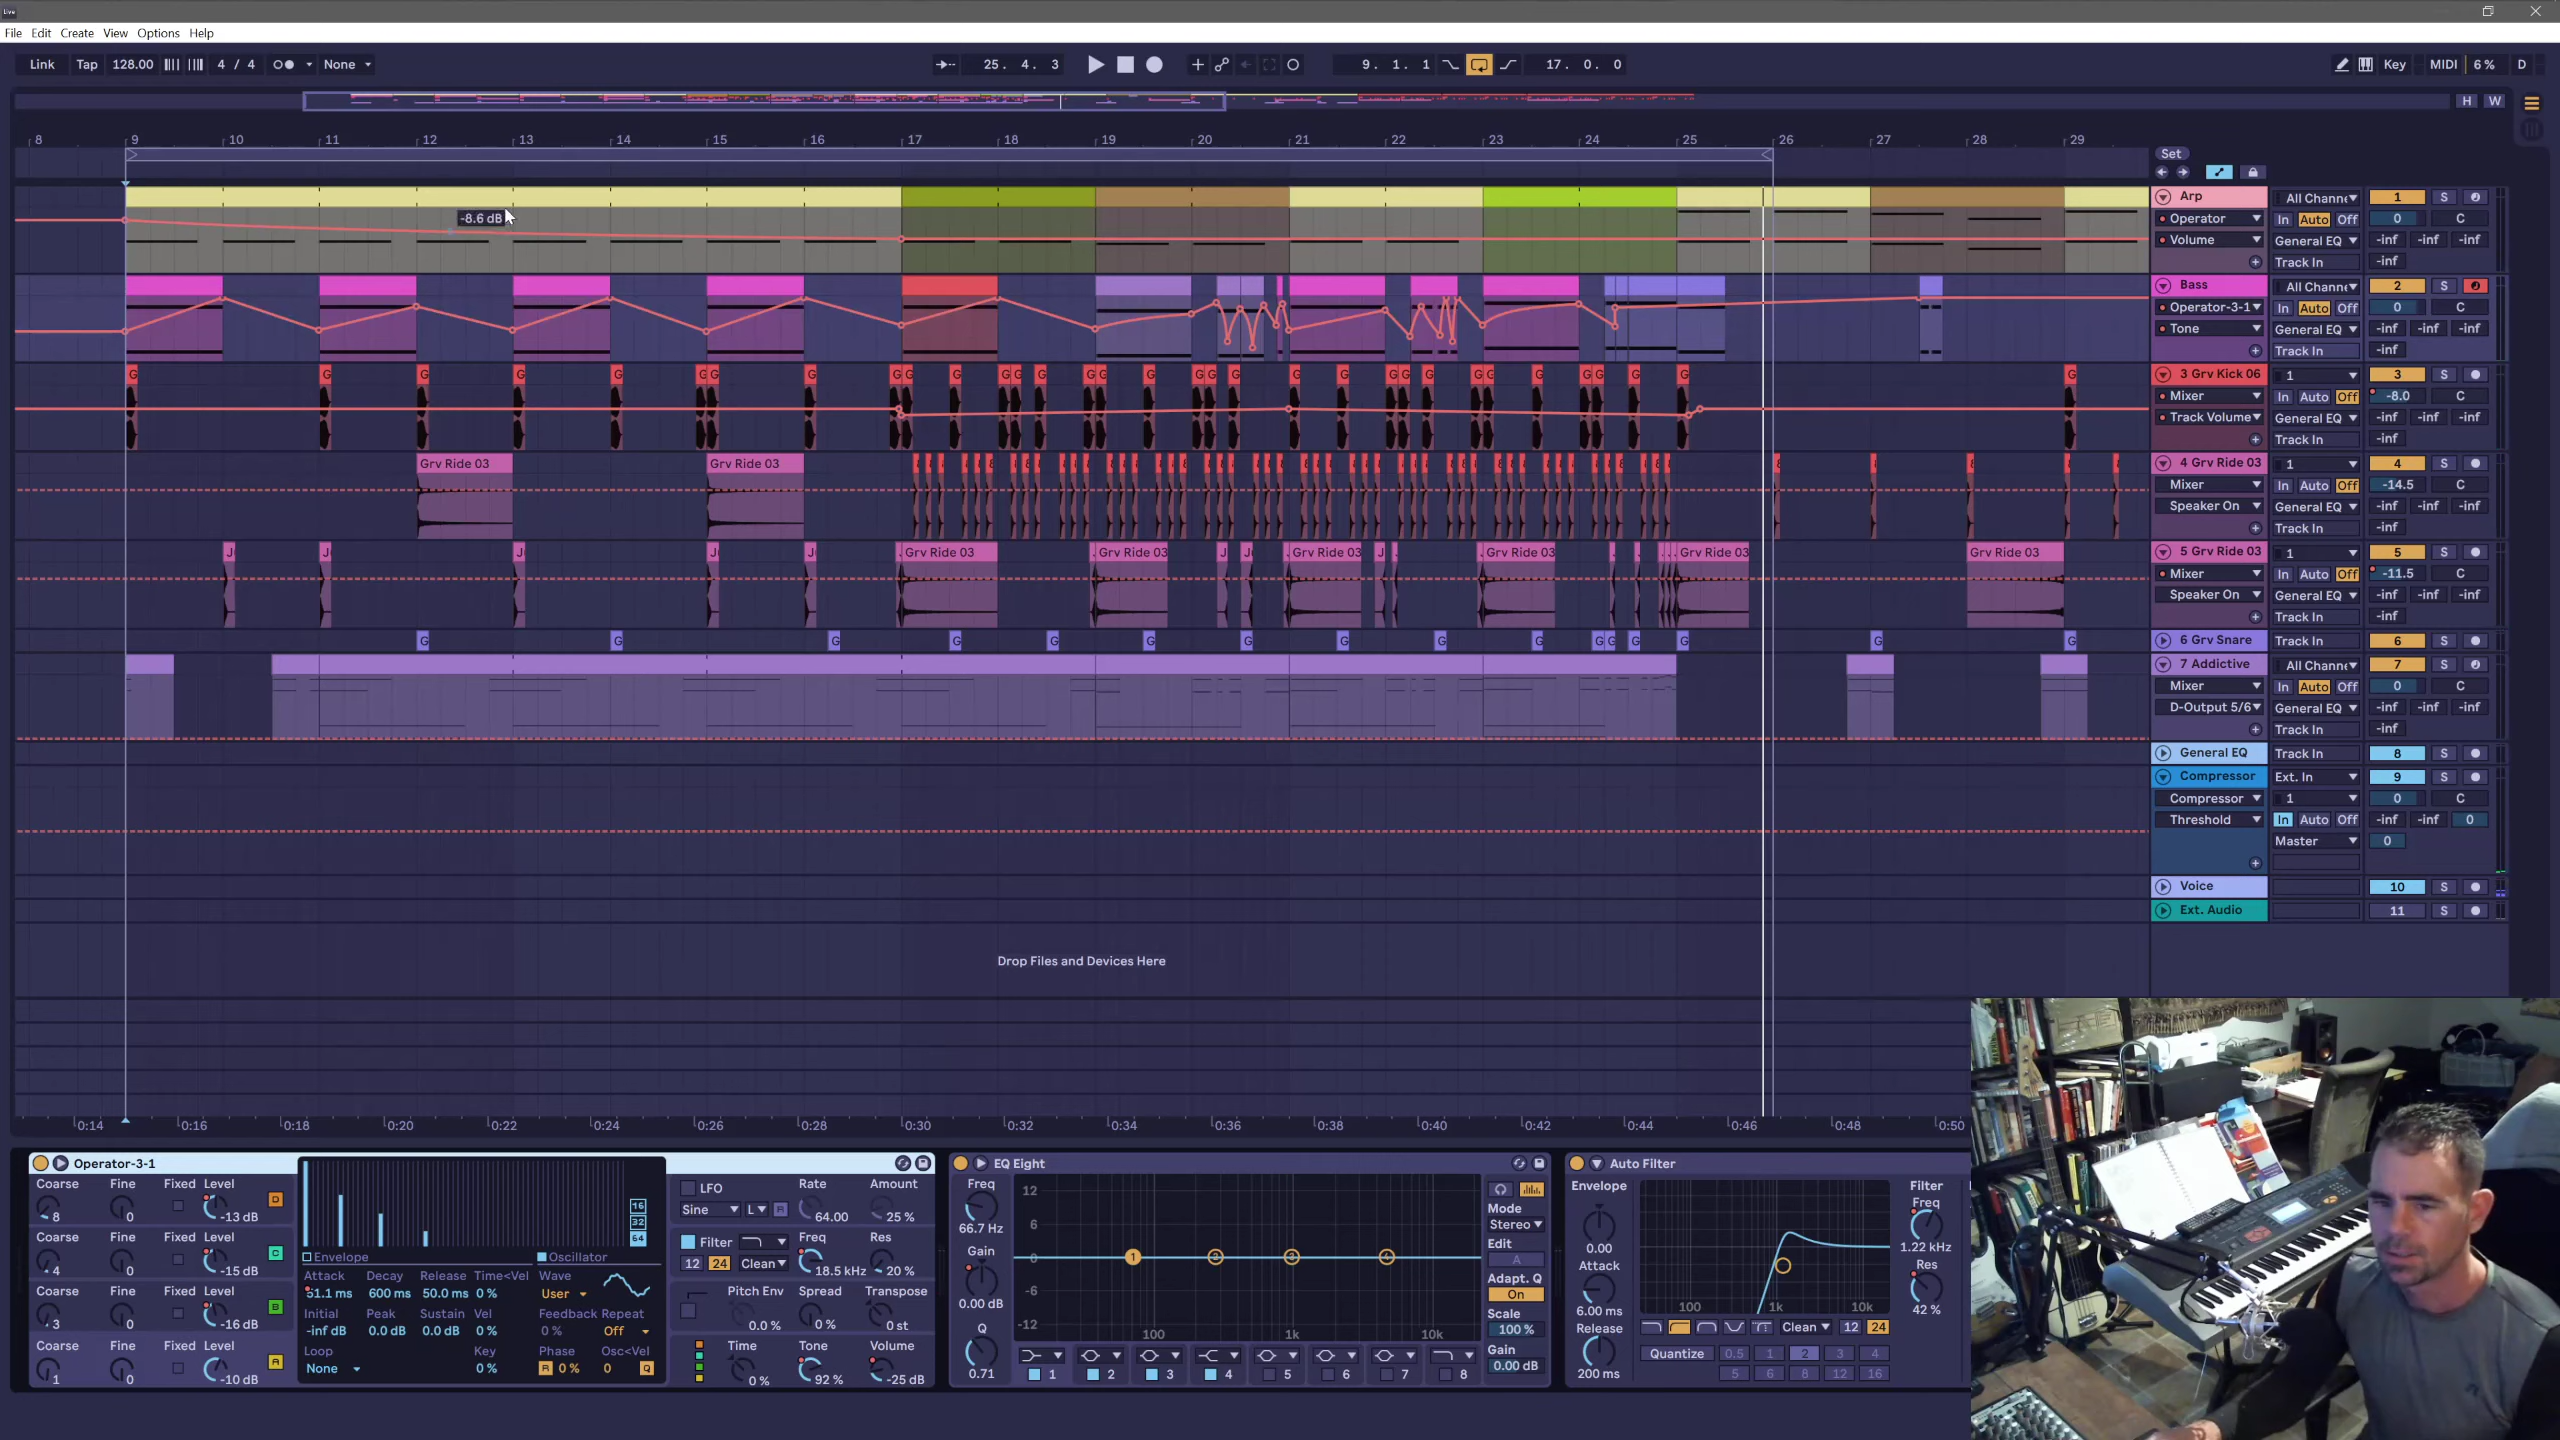 Live
File Edit Create View Options Help
Link Tap 128.00 4 / 4 None 25. 4. 3 9. 1. 1 17. 0. 0 Key MIDI 6 % D
H W
8 9 10 11 12 13 14 15 16 17 18 19 20 21 22 23 24 25 26 27 28 29
Set
-8.6 dB
Arp All Channe 1 S
Operator In Auto Off 0 C
Volume General EQ -inf -inf -inf
Track In -inf
Bass All Channe 2 S
Operator-3-1 In Auto Off 0 C
Tone General EQ -inf -inf -inf
Track In -inf
G G G G G G G G G G G G G G G G G G G G G G G G G G G G G G G G G G
3 Grv Kick 06 1 3 S
Mixer In Auto Off -8.0 C
Track Volume General EQ -inf -inf -inf
Track In -inf
Grv Ride 03 Grv Ride 03
4 Grv Ride 03 1 4 S
Mixer In Auto Off -14.5 C
Speaker On General EQ -inf -inf -inf
Track In -inf
Grv Ride 03 Grv Ride 03 Grv Ride 03 Grv Ride 03 Grv Ride 03 Grv Ride 03
5 Grv Ride 03 1 5 S
Mixer In Auto Off -11.5 C
Speaker On General EQ -inf -inf -inf
Track In -inf
G G G G G G G G G G G G G G G G
6 Grv Snare Track In 6 S
7 Addictive All Channe 7 S
Mixer In Auto Off 0 C
D-Output 5/6 General EQ -inf -inf -inf
Track In -inf
General EQ Track In 8 S
Compressor Ext. In 9 S
Compressor 1 0 C
Threshold In Auto Off -inf -inf 0
Master 0
Voice 10 S
Ext. Audio 11 S
Drop Files and Devices Here
0:14 0:16 0:18 0:20 0:22 0:24 0:26 0:28 0:30 0:32 0:34 0:36 0:38 0:40 0:42 0:44 0:46 0:48 0:50
Operator-3-1
Coarse Fine Fixed Level
8 0 -13 dB D
Coarse Fine Fixed Level
4 0 -15 dB C
Coarse Fine Fixed Level
3 0 -16 dB B
Coarse Fine Fixed Level
1 0 -10 dB A
16
32
64
Envelope Oscillator
Attack Decay Release Time<Vel Wave
51.1 ms 600 ms 50.0 ms 0 % User
Initial Peak Sustain Vel Feedback Repeat
-inf dB 0.0 dB 0.0 dB 0 % 0 % Off
Loop Key Phase Osc<Vel
None 0 % R 0 % 0 Q
LFO Rate Amount
Sine L R 64.00 25 %
Filter Freq Res
12 24 Clean 18.5 kHz 20 %
Pitch Env Spread Transpose
0.0 % 0 % 0 st
Time Tone Volume
0 % 92 % -25 dB
EQ Eight
Freq
66.7 Hz
Gain
0.00 dB
Q
0.71
12
6
0
-6
-12
100 1k 10k
1 2 3 4
1 2 3 4 5 6 7 8
Mode
Stereo
Edit
A
Adapt. Q
On
Scale
100 %
Gain
0.00 dB
Auto Filter
Envelope
0.00
Attack
6.00 ms
Release
200 ms
100 1k 10k
Clean 12 24
Quantize 0.5 1 2 3 4
5 6 8 12 16
Filter
Freq
1.22 kHz
Res
42 %